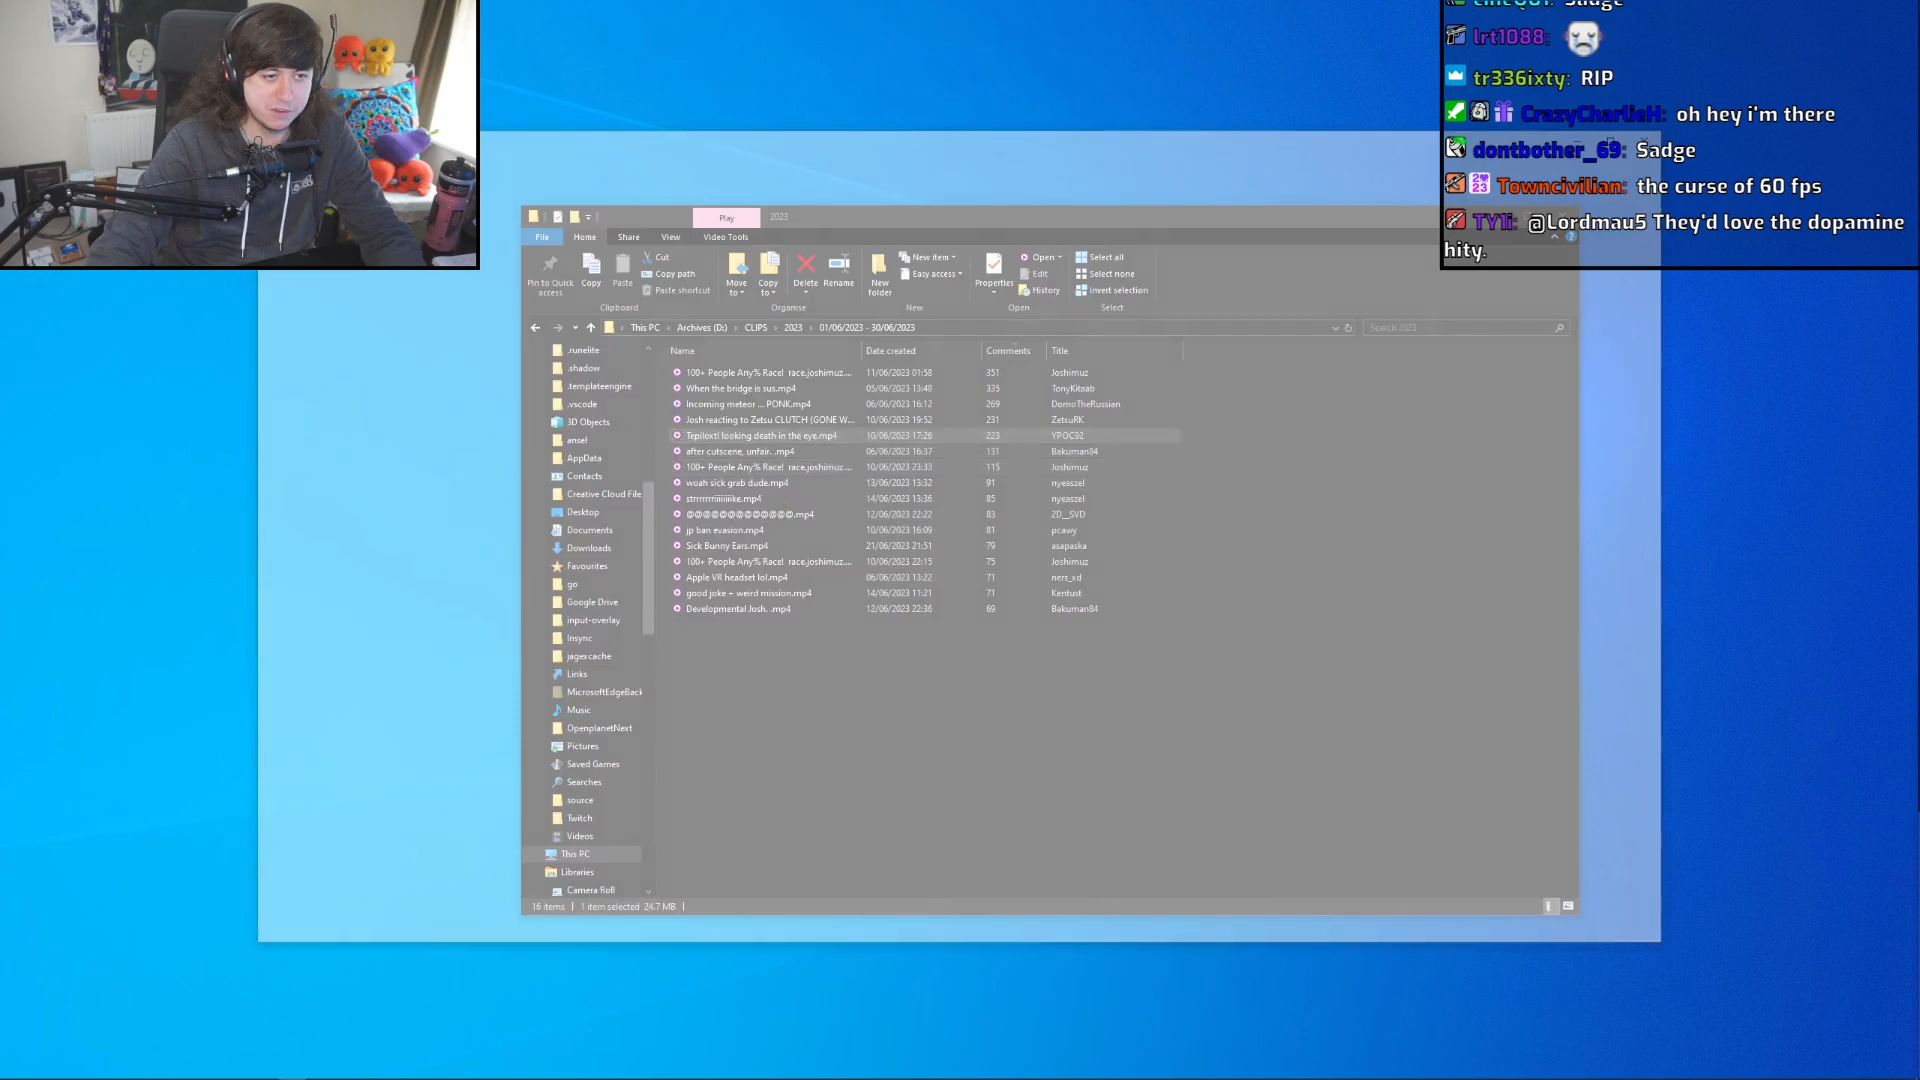 Sadge
lrt1088:
tr336ixty: RIP
CrazyCharlieH: oh hey i'm there
dontbother_69: Sadge
Towncivilian: the curse of 60 fps
TY1i: @Lordmau5 They'd love the dopamine
hity.
Play 2023
File Home Share View Video Tools
Pin to Quick access
Copy
Paste
Cut
Copy path
Paste shortcut
Move to
Copy to
Delete
Rename
New folder
New item
Easy access
Properties
Open
Edit
History
Select all
Select none
Invert selection
Clipboard Organise New Open Select
This PC Archives (D:) CLIPS 2023 01/06/2023 - 30/06/2023 Search 2023
.runelite
.shadow
.templateengine
.vscode
3D Objects
ansel
AppData
Contacts
Creative Cloud File
Desktop
Documents
Downloads
Favourites
go
Google Drive
input-overlay
Insync
jagexcache
Links
MicrosoftEdgeBack
Music
OpenplanetNext
Pictures
Saved Games
Searches
source
Twitch
Videos
This PC
Libraries
Camera Roll
Name Date created Comments Title
100+ People Any% Race! race.joshimuz.... 11/06/2023 01:58 351 Joshimuz
When the bridge is sus.mp4 05/06/2023 13:48 335 TonyKitaab
Incoming meteor ... PONK.mp4 06/06/2023 16:12 269 DomoTheRussian
Josh reacting to Zetsu CLUTCH (GONE W... 10/06/2023 19:52 231 ZetsuRK
Tepiloxtl looking death in the eye.mp4 10/06/2023 17:26 223 YPOC92
after cutscene, unfair. .mp4 06/06/2023 16:37 131 Bakuman84
100+ People Any% Race! race.joshimuz.... 10/06/2023 23:33 115 Joshimuz
woah sick grab dude.mp4 13/06/2023 13:32 91 nyeaszel
14/06/2023 13:36 85 nyeaszel
@@@@@@@@@@@@@.mp4 12/06/2023 22:22 83 2D__SVD
jp ban evasion.mp4 10/06/2023 16:09 81 pcawy
Sick Bunny Ears.mp4 21/06/2023 21:51 79 asapaska
100+ People Any% Race! race.joshimuz.... 10/06/2023 22:15 75 Joshimuz
Apple VR headset lol.mp4 06/06/2023 13:22 71 ners_xd
good joke + weird mission.mp4 14/06/2023 11:21 71 Kentust
Developmental Josh. .mp4 12/06/2023 22:36 69 Bakuman84
16 items 1 item selected 24.7 MB